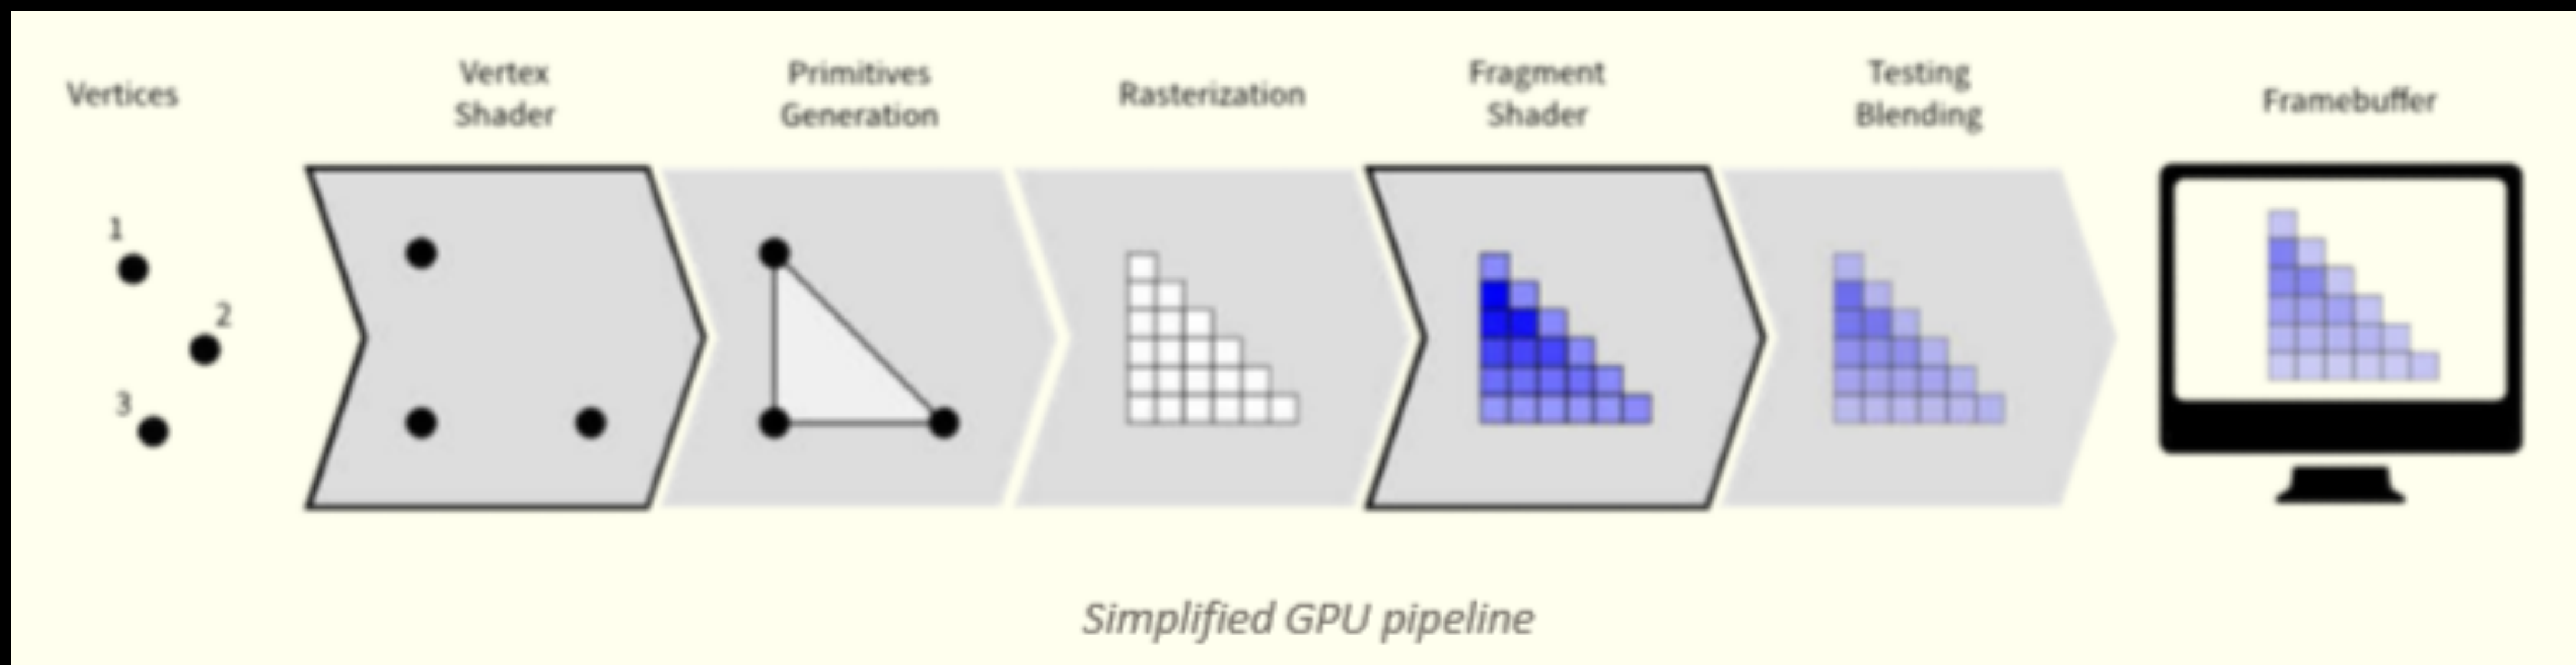 Vertices
Vertex
Shader
Primitives
Generation
Rasterization
Fragment
Shader
Testing
Blending
Framebuffer
1
2
3
Simplified GPU pipeline